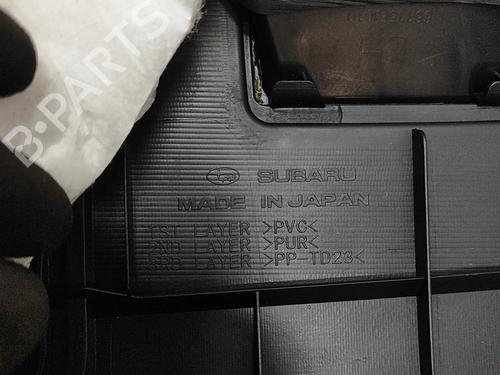 B·PARTS
SUBARU
MADE IN JAPAN
1ST LAYER >PVC<
2ND LAYER >PUR<
3RD LAYER >PP-TD23<